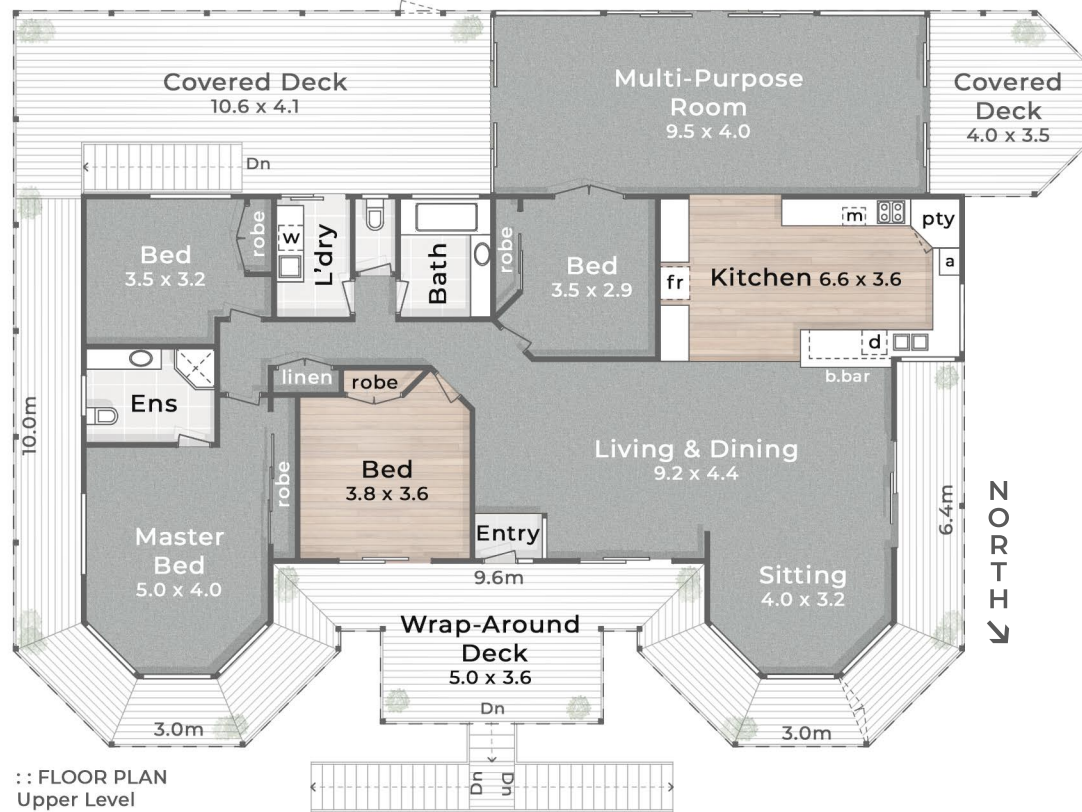 Covered Deck
10.6 x 4.1
Multi-Purpose
Room
9.5 x 4.0
Covered
Deck
4.0 x 3.5
Dn
Bed
3.5 x 3.2
robe
w
L'dry
Bath
robe
Bed
3.5 x 2.9
fr
Kitchen 6.6 x 3.6
m
pty
a
d
b.bar
linen
robe
Ens
10.0m
robe
Bed
3.8 x 3.6
Living & Dining
9.2 x 4.4
Entry
Master
Bed
5.0 x 4.0
Sitting
4.0 x 3.2
6.4m
NORTH
9.6m
Wrap-Around
Deck
5.0 x 3.6
Dn
3.0m
3.0m
Dn
Dn
:: FLOOR PLAN
Upper Level